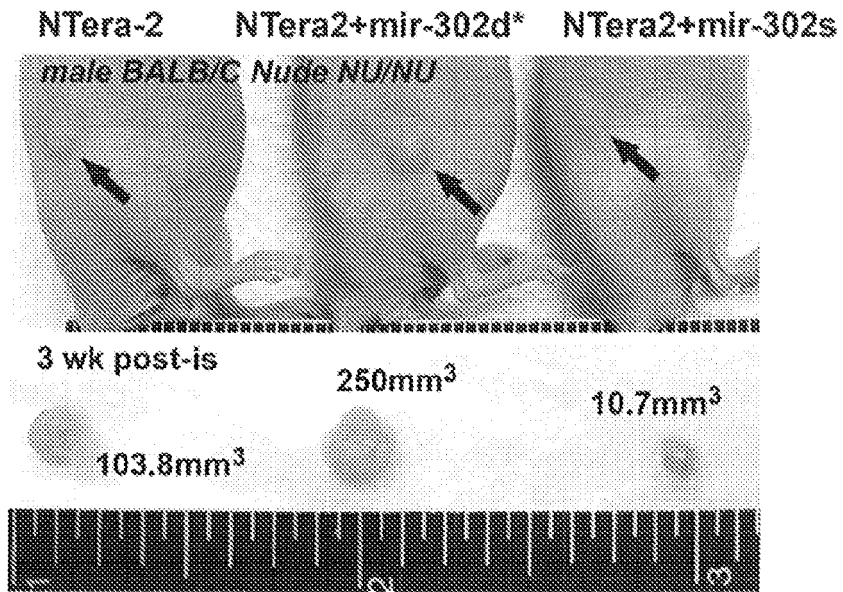 NTera-2 NTera2+mir-302d* NTera2+mir-302s
male BALB/C Nude NU/NU
3 wk post-is
250mm³
10.7mm³
103.8mm³
1 2 3